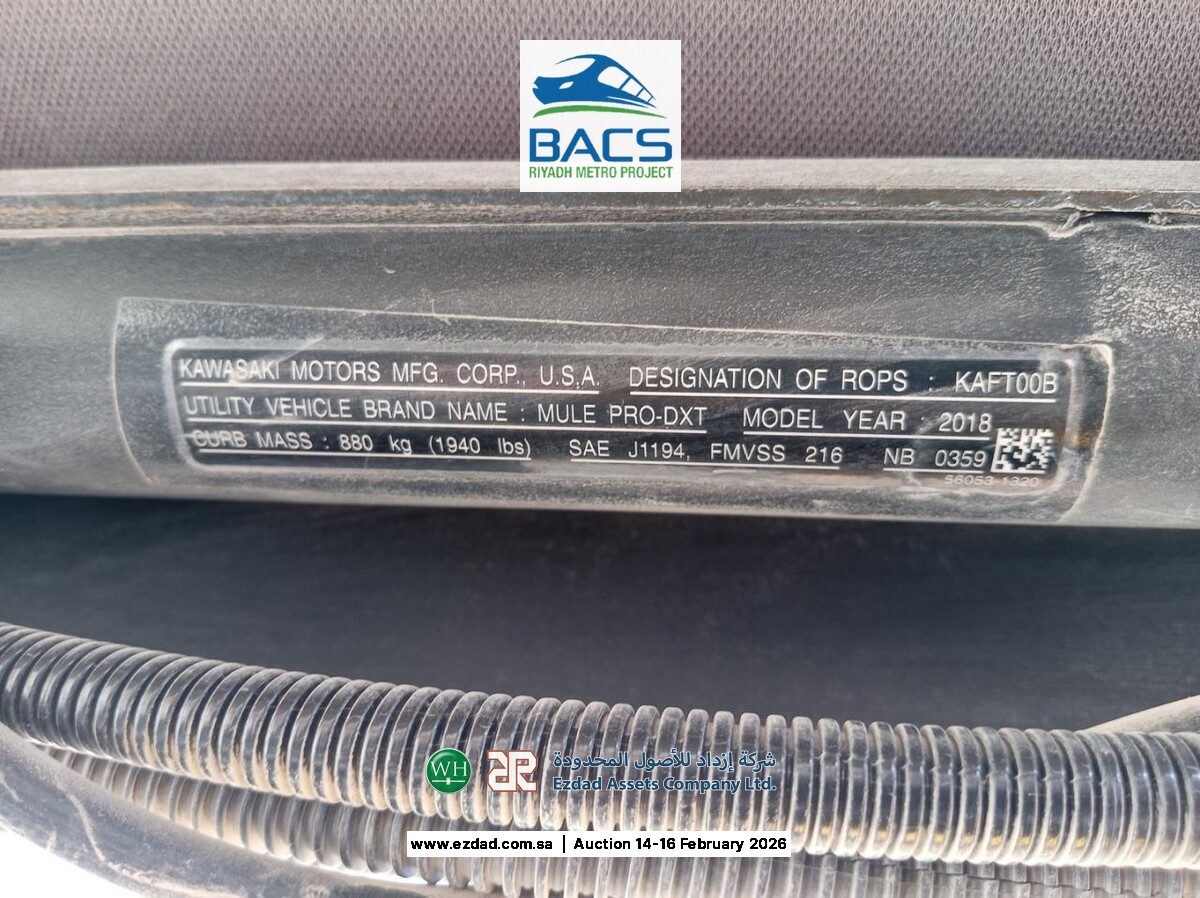 BACS
RIYADH METRO PROJECT
KAWASAKI MOTORS MFG. CORP., U.S.A. DESIGNATION OF ROPS : KAFT00B
UTILITY VEHICLE BRAND NAME : MULE PRO-DXT MODEL YEAR : 2018
CURB MASS : 880 kg (1940 lbs) SAE J1194, FMVSS 216 NB 0359
56053-1320
WH
شركة إزداد للأصول المحدودة
Ezdad Assets Company Ltd.
www.ezdad.com.sa | Auction 14-16 February 2026